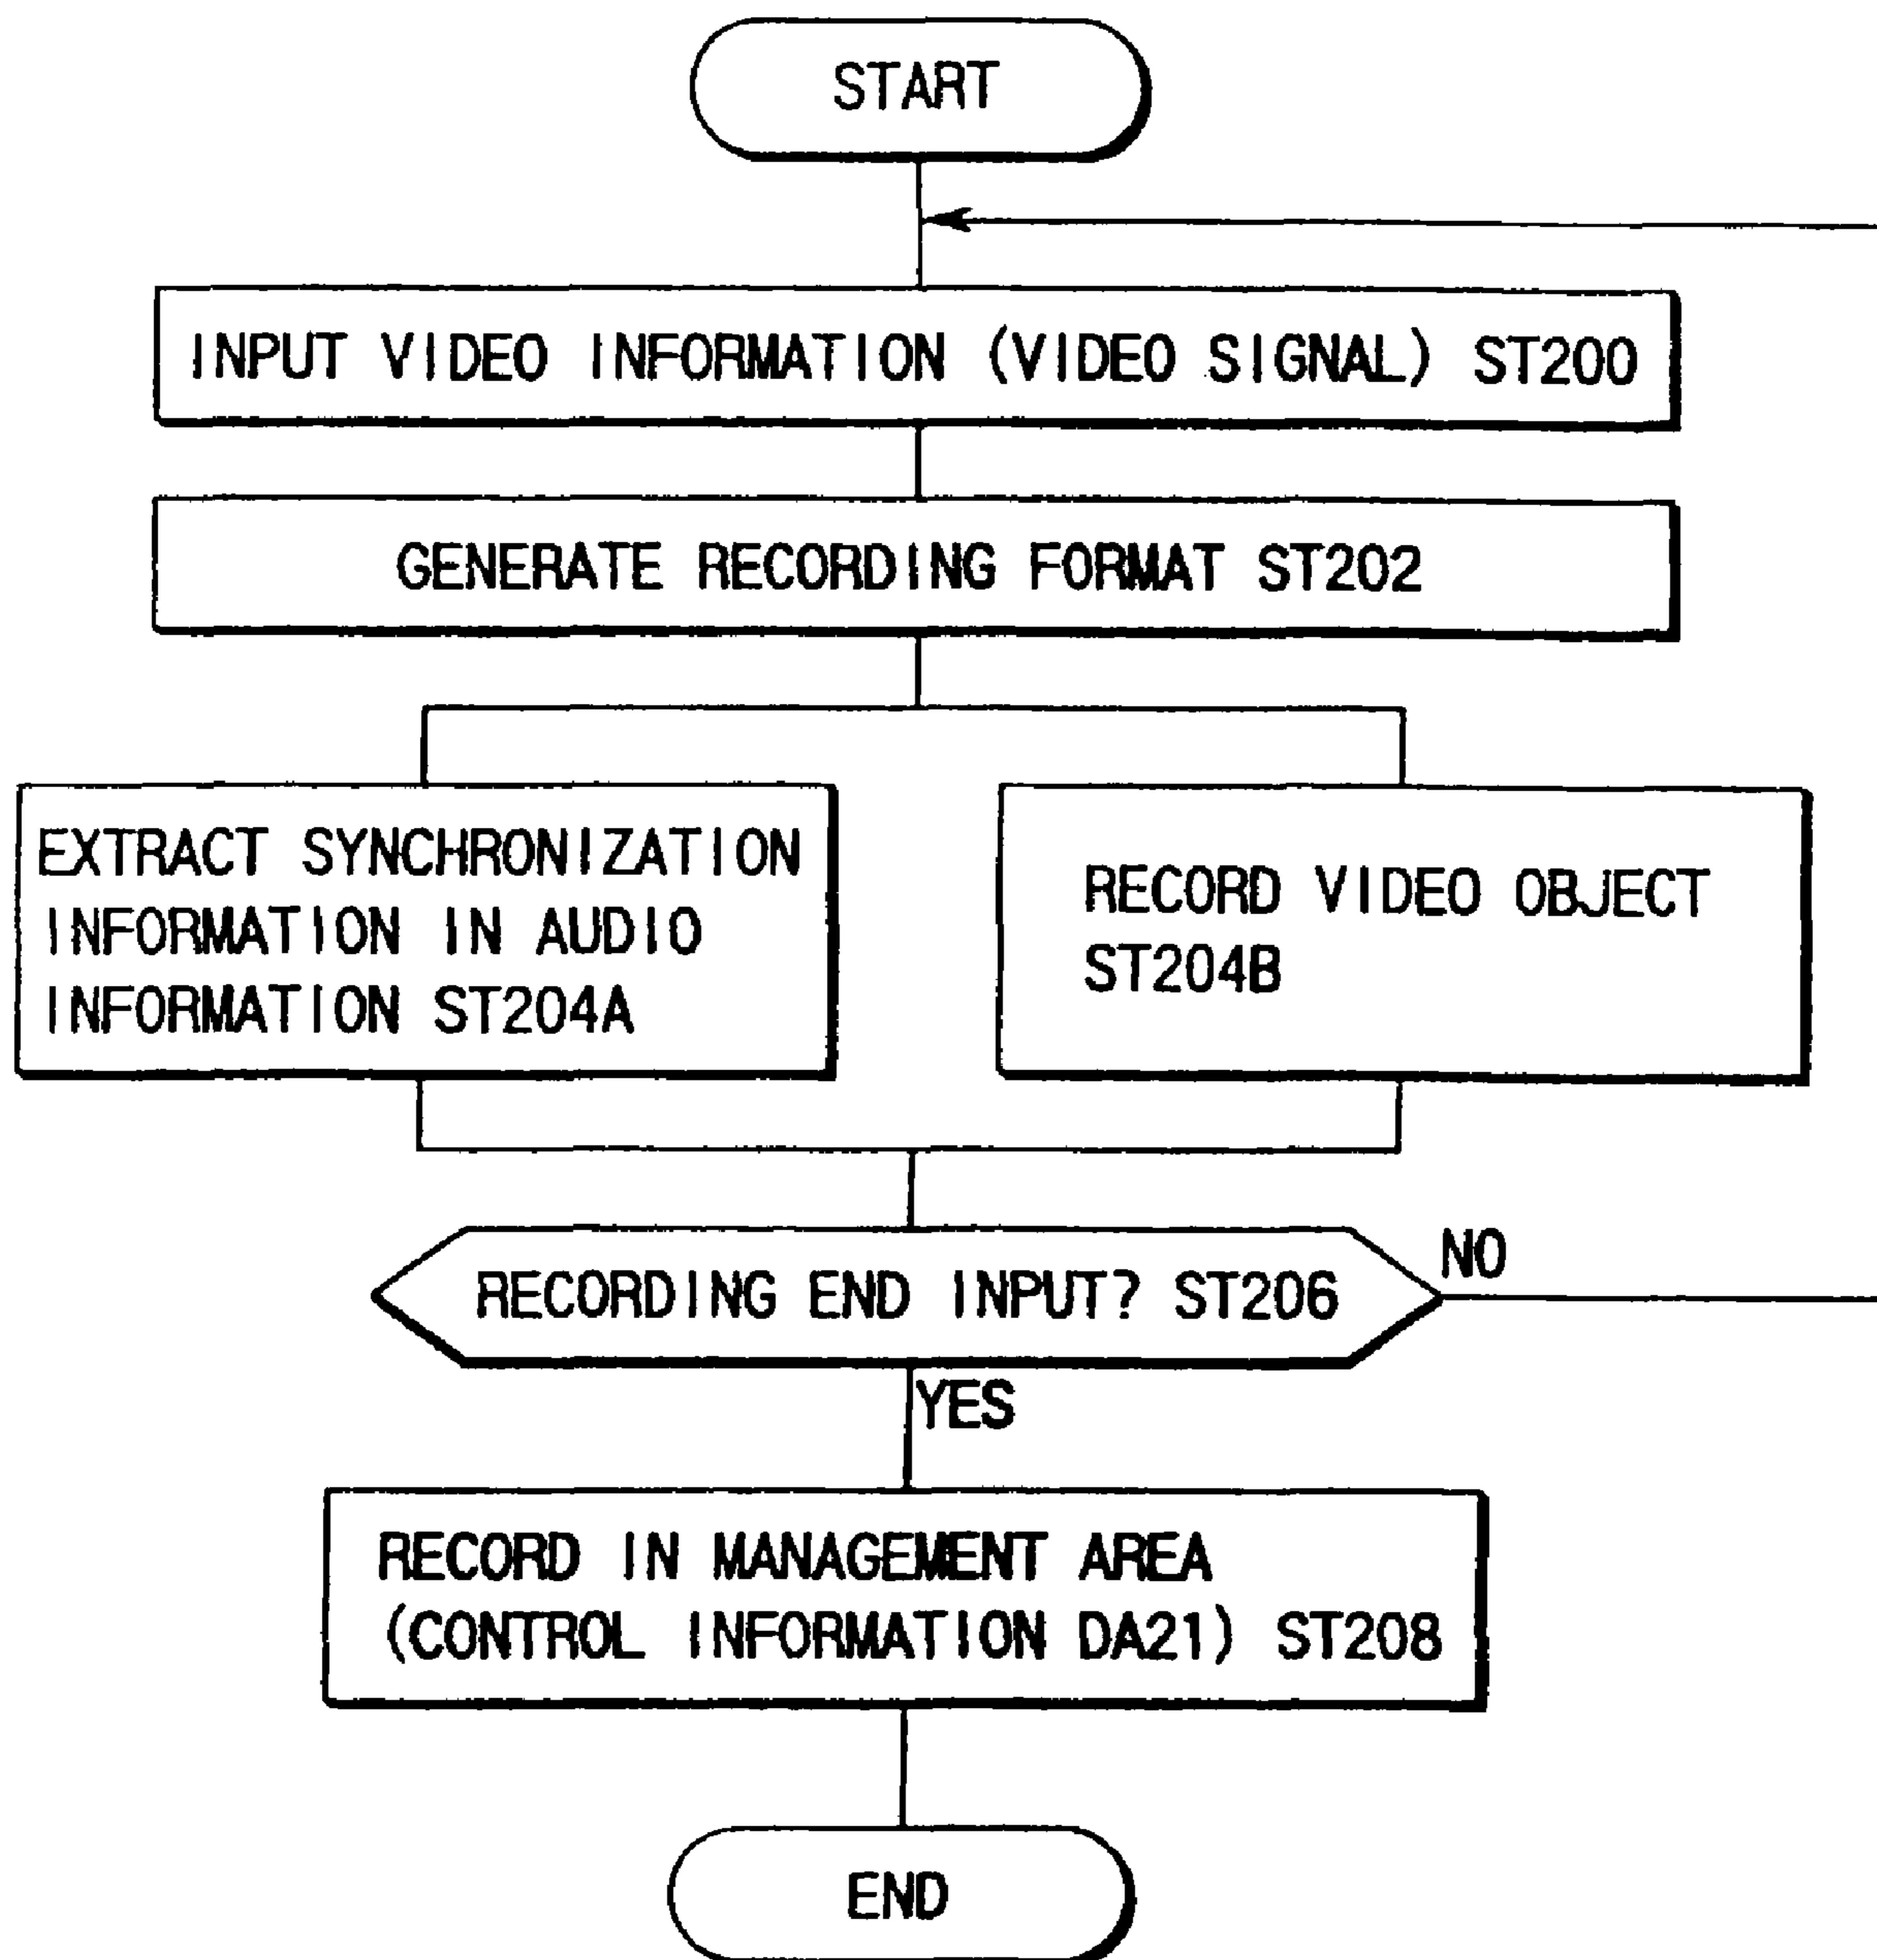 START
INPUT VIDEO INFORMATION (VIDEO SIGNAL) ST200
GENERATE RECORDING FORMAT ST202
EXTRACT SYNCHRONIZATION
INFORMATION IN AUDIO
INFORMATION ST204A
RECORD VIDEO OBJECT
ST204B
RECORDING END INPUT? ST206
NO
YES
RECORD IN MANAGEMENT AREA
(CONTROL INFORMATION DA21) ST208
END